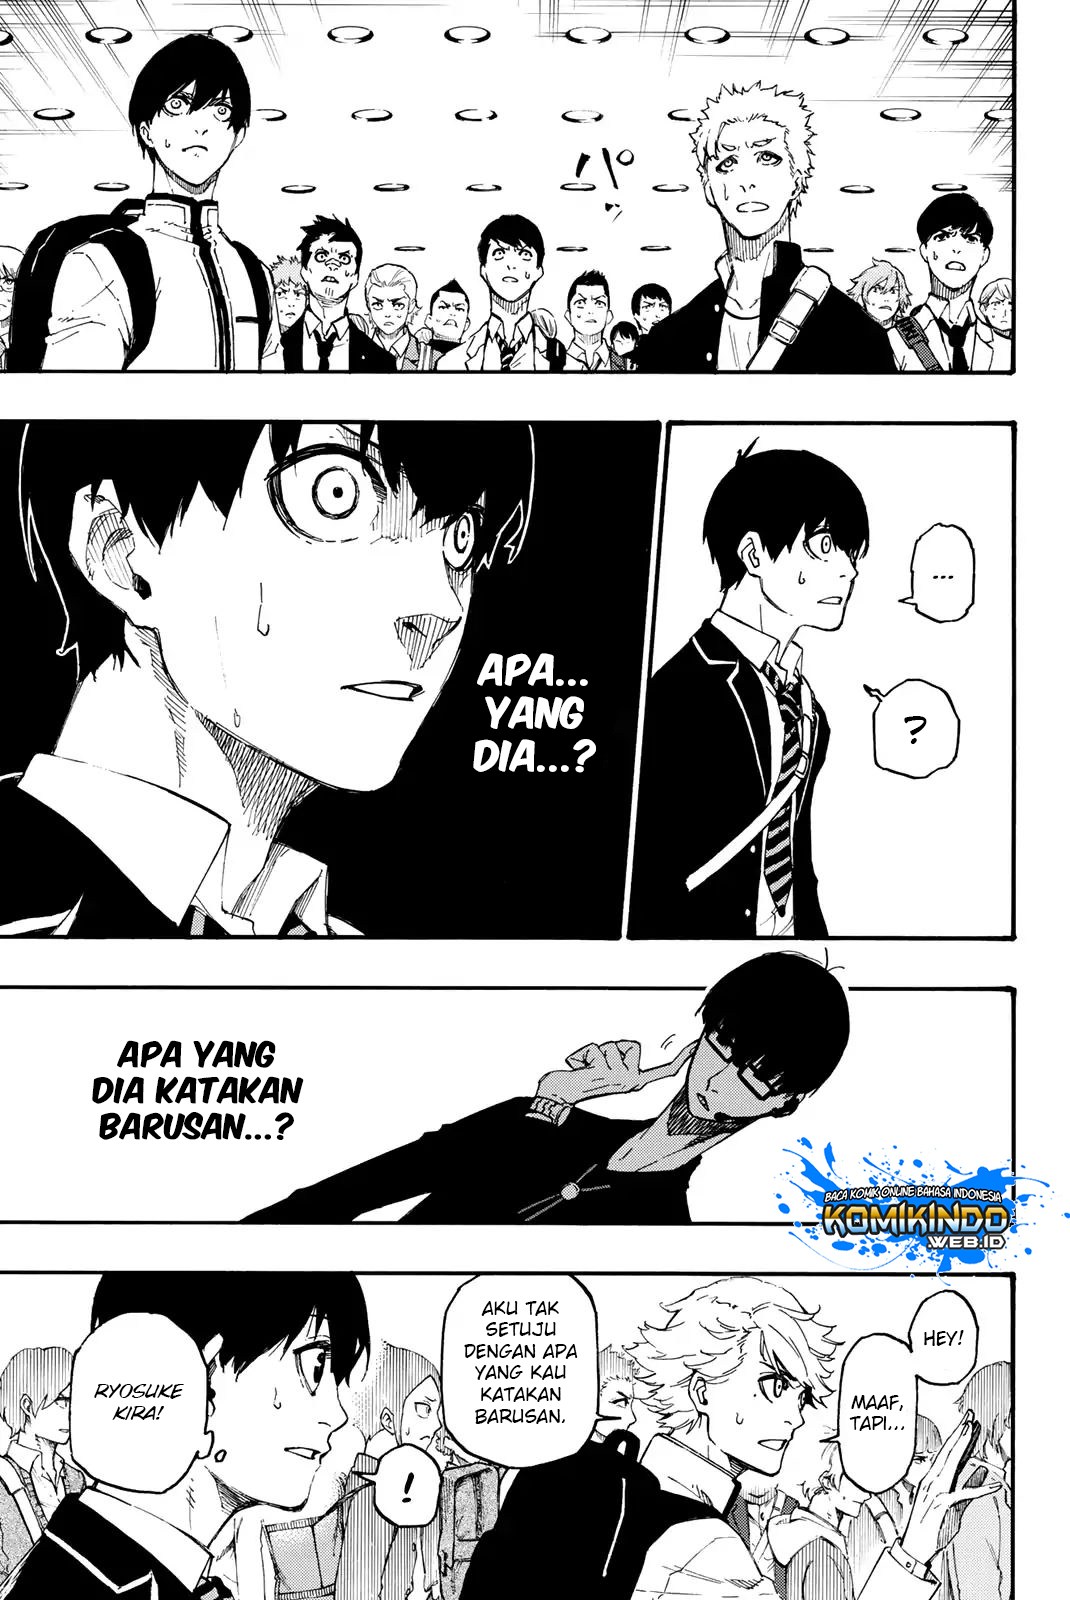 パ
...
?
APA...
YANG
DIA...?
APA YANG
DIA KATAKAN
BARUSAN...?
BACA KOMIK ONLINE BAHASA INDONESIA
KOMIKINDO
.WEB.ID
HEY!
MAAF,
TAPI...
AKU TAK
SETUJU
DENGAN APA
YANG KAU
KATAKAN
BARUSAN.
!
RYOSUKE
KIRA!